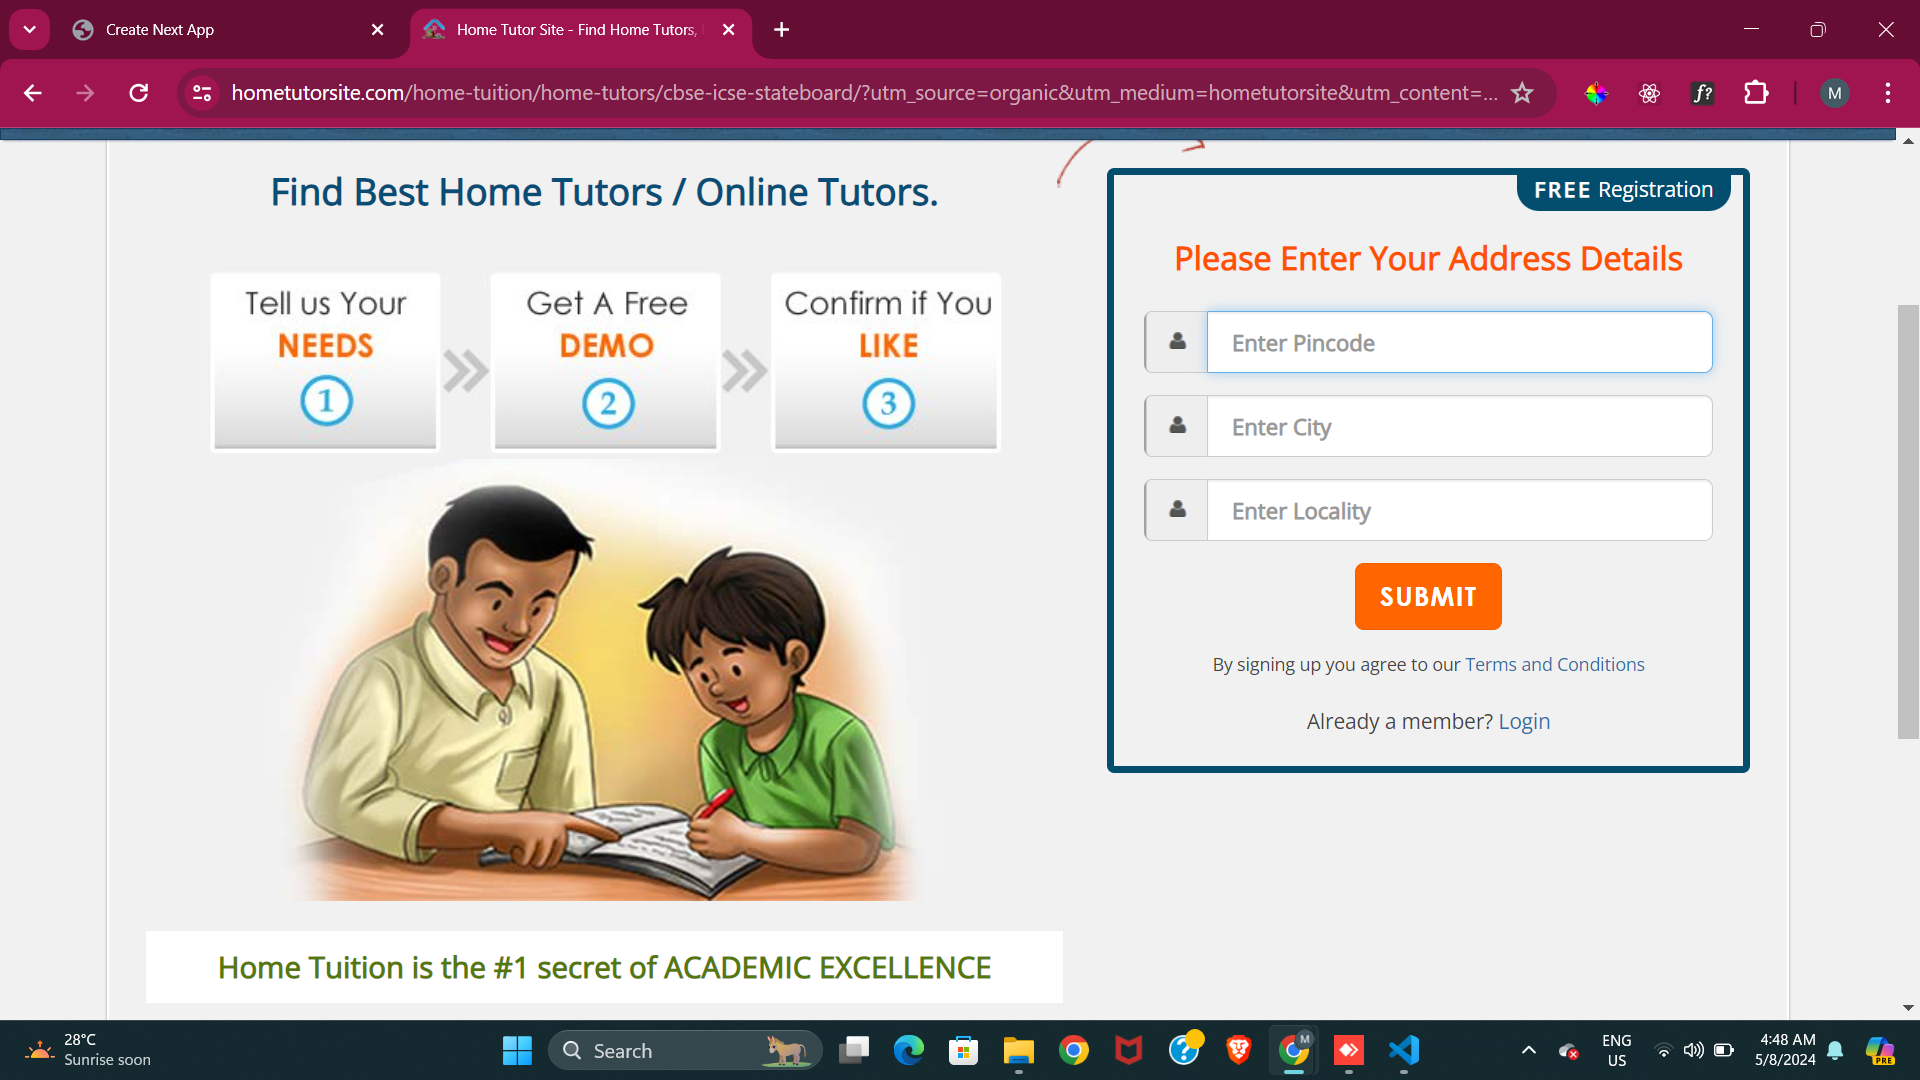 Create Next App
Home Tutor Site - Find Home Tutors,
hometutorsite.com/home-tuition/home-tutors/cbse-icse-stateboard/?utm_source=organic&utm_medium=hometutorsite&utm_content=...
f?
M
Find Best Home Tutors / Online Tutors.
Tell us Your
NEEDS
1
Get A Free
DEMO
2
Confirm if You
LIKE
3
Home Tuition is the #1 secret of ACADEMIC EXCELLENCE
FREE Registration
Please Enter Your Address Details
Enter Pincode
Enter City
Enter Locality
SUBMIT
By signing up you agree to our Terms and Conditions
Already a member? Login
28°C
Sunrise soon
Search
M
ENG
US
4:48 AM
5/8/2024
PRE